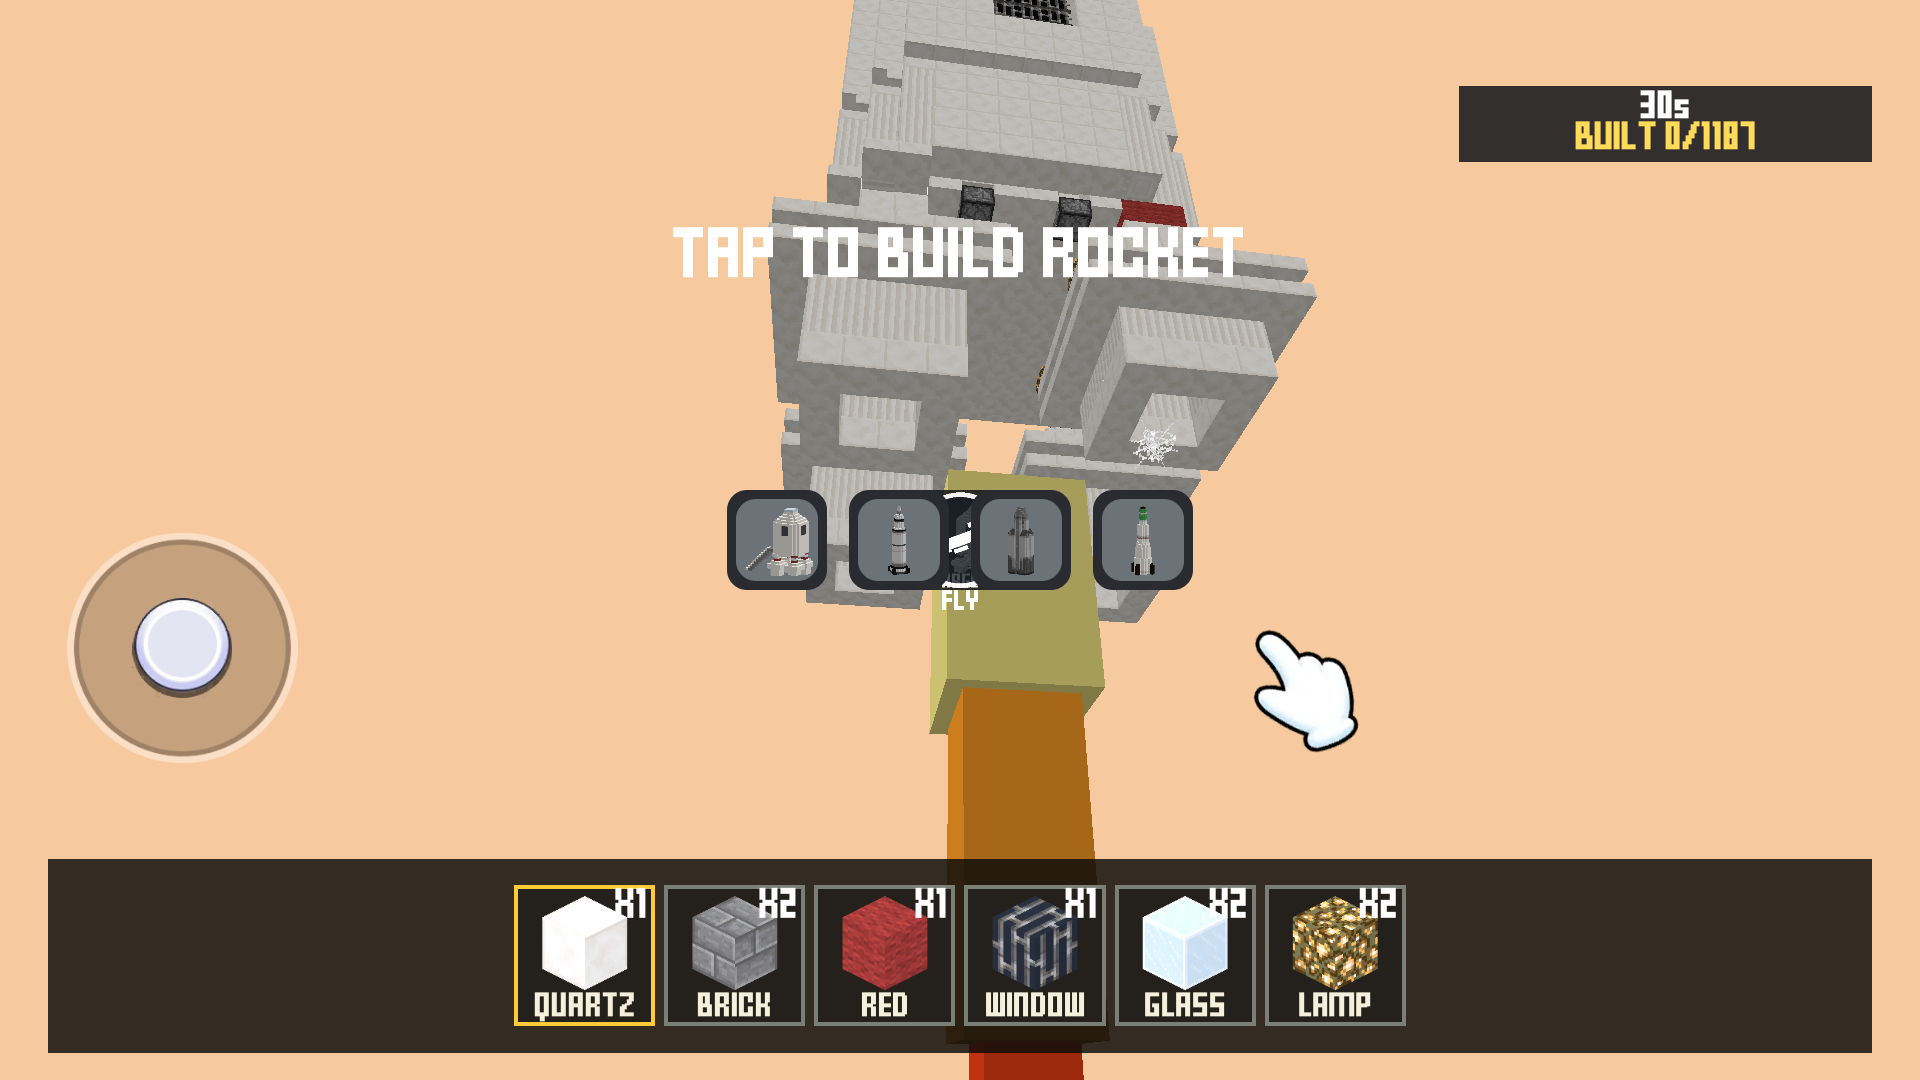 30s
BUILT 0/1187
TAP TO BUILD ROCKET
FLY
X1
X2
X1
X1
X2
X2
QUARTZ
BRICK
RED
WINDOW
GLASS
LAMP